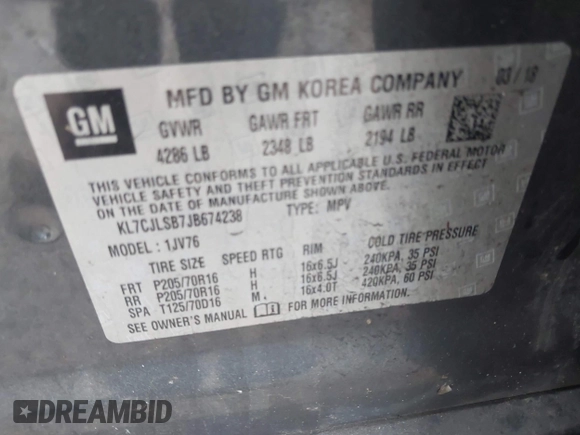 GM
MFD BY GM KOREA COMPANY 03/18
GVWR GAWR FRT GAWR RR
4286 LB 2348 LB 2194 LB
THIS VEHICLE CONFORMS TO ALL APPLICABLE U.S. FEDERAL MOTOR
VEHICLE SAFETY AND THEFT PREVENTION STANDARDS IN EFFECT
ON THE DATE OF MANUFACTURE SHOWN ABOVE.
KL7CJLSB7JB674238 TYPE: MPV
MODEL: 1JV76
TIRE SIZE SPEED RTG RIM COLD TIRE PRESSURE
FRT P205/70R16 H 16x6.5J 240KPA, 35 PSI
RR P205/70R16 H 16x6.5J 240KPA, 35 PSI
SPA T125/70D16 M 16x4.0T 420KPA, 60 PSI
SEE OWNER'S MANUAL FOR MORE INFORMATION
DREAMBID